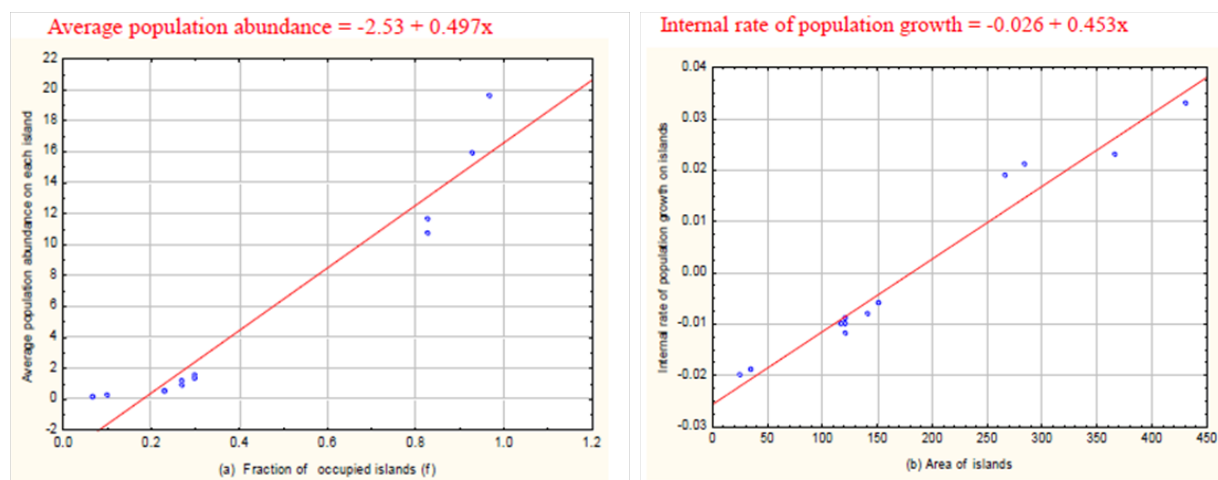 Average population abundance = -2.53 + 0.497x
22
20
18
16
14
12
10
8
6
4
2
0
-2
0.0 0.2 0.4 0.6 0.8 1.0 1.2
Average population abundance on each island
(a) Fraction of occupied islands (f)
Internal rate of population growth = -0.026 + 0.453x
0.04
0.03
0.02
0.01
0.00
-0.01
-0.02
-0.03
0 50 100 150 200 250 300 350 400 450
Internal rate of population growth on islands
(b) Area of islands